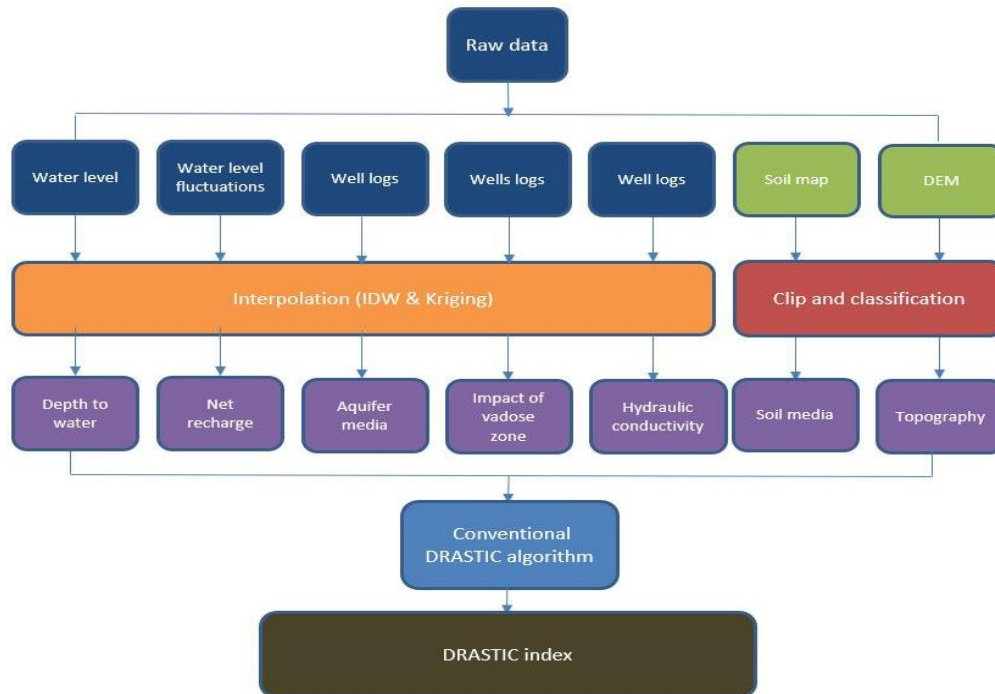 Raw data
Water level
Water level
fluctuations
Well logs
Wells logs
Well logs
Soil map
DEM
Interpolation (IDW & Kriging)
Clip and classification
Depth to
water
Net
recharge
Aquifer
media
Impact of
vadose
zone
Hydraulic
conductivity
Soil media
Topography
Conventional
DRASTIC algorithm
DRASTIC index